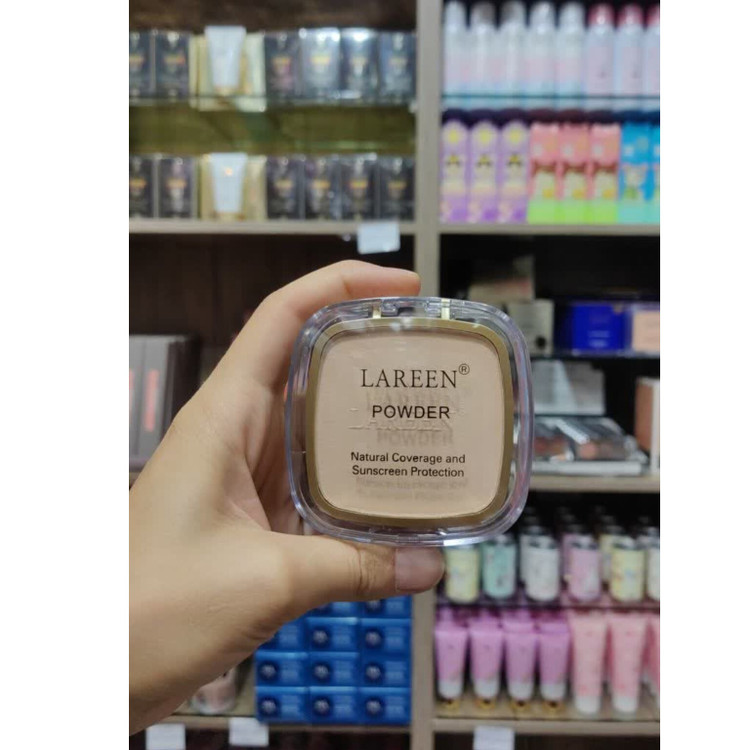 LAREEN®
POWDER
Natural Coverage and
Sunscreen Protection